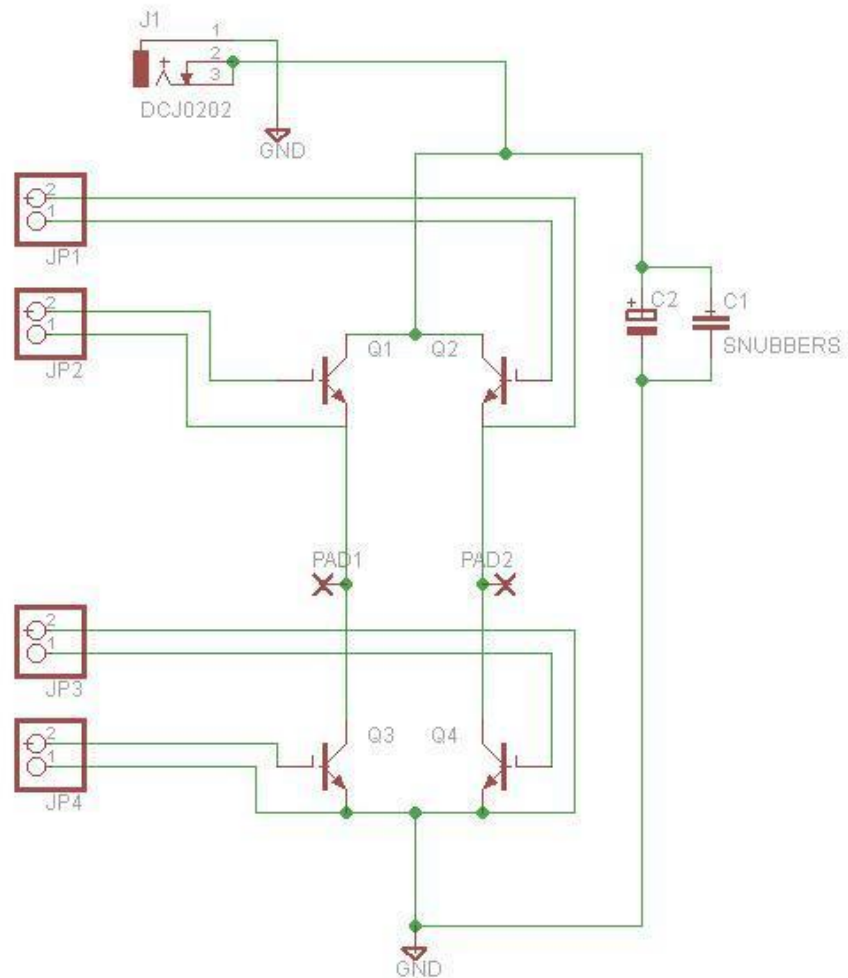 J1
1
2
3
DCJ0202
GND
2
1
JP1
2
1
JP2
Q1 Q2
C2 C1
SNUBBERS
PAD1 PAD2
2
1
JP3
2
1
JP4
Q3 Q4
GND